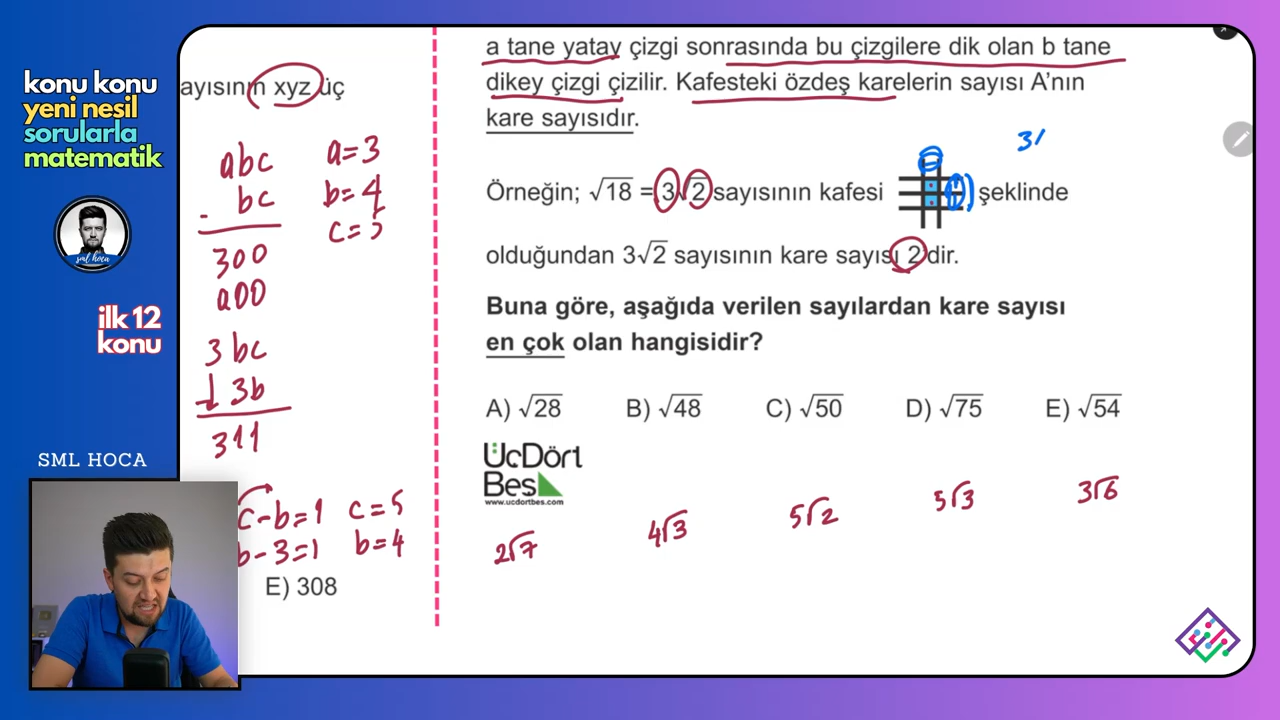 konu konu
yeni nesil
sorularla
matematik
sml hoca
ilk 12
konu
SML HOCA
ayısının xyz üç
abc
bc
300
a00
3bc
3b
311
a=3
b=4
c=5
c-b=1 c=5
b-3=1 b=4
E) 308
a tane yatay çizgi sonrasında bu çizgilere dik olan b tane
dikey çizgi çizilir. Kafesteki özdeş karelerin sayısı A'nın
kare sayısıdır.
Örneğin; √18 = 3√2 sayısının kafesi şeklinde
olduğundan 3√2 sayısının kare sayısı 2'dir.
Buna göre, aşağıda verilen sayılardan kare sayısı
en çok olan hangisidir?
A) √28 B) √48 C) √50 D) √75 E) √54
ÜçDört
Beş
www.ucdortbes.com
2√7 4√3 5√2 5√3 3√6